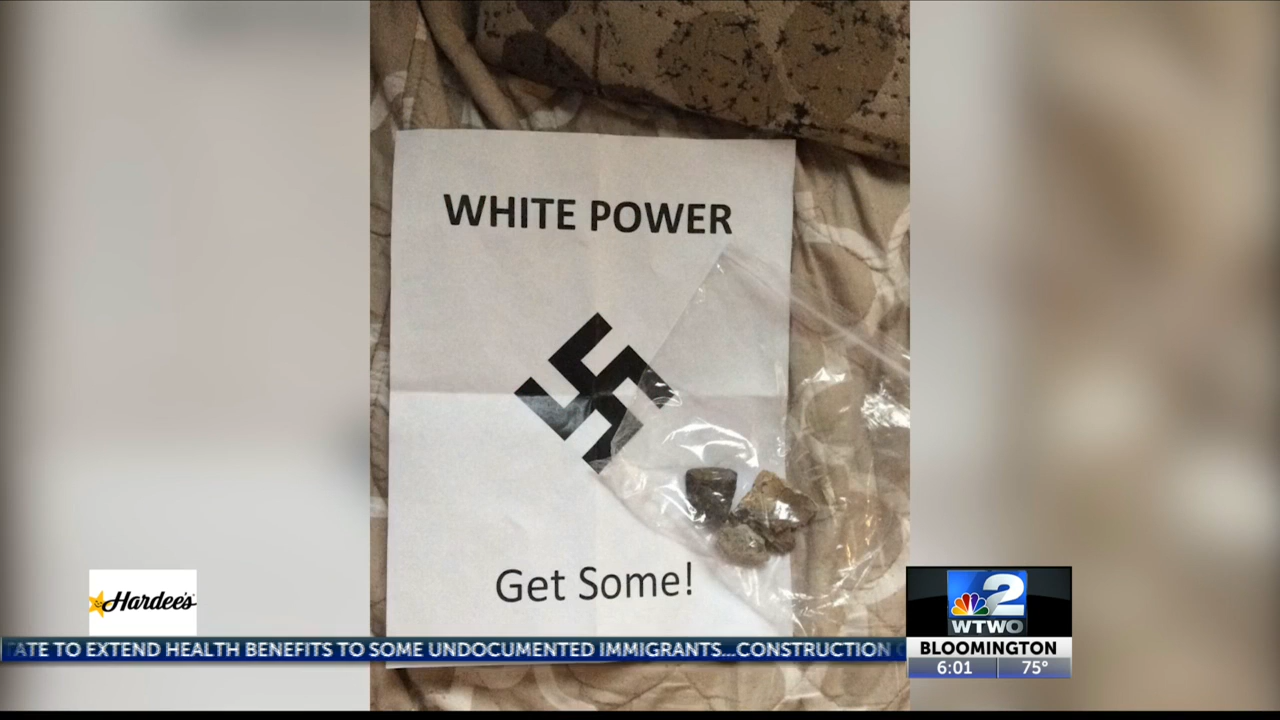 WHITE POWER
Get Some!
Hardee's
TATE TO EXTEND HEALTH BENEFITS TO SOME UNDOCUMENTED IMMIGRANTS...CONSTRUCTION
2
WTWO
BLOOMINGTON
6:01 75°